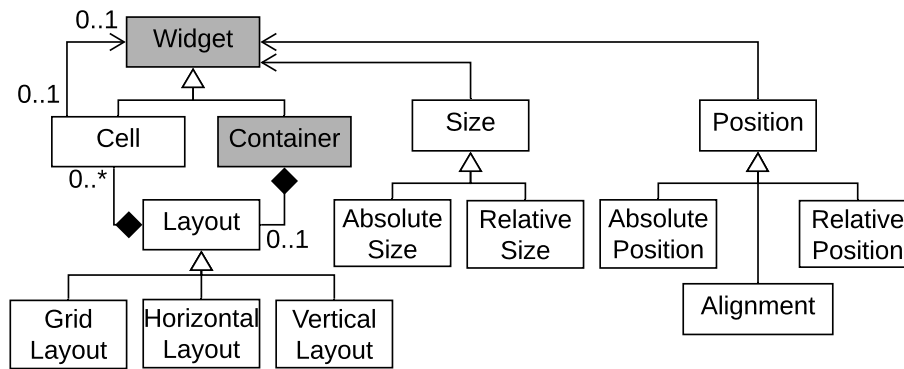 0..1
Widget
0..1
Cell
Container
Size
Position
0..*
Layout
0..1
Absolute
Size
Relative
Size
Absolute
Position
Relative
Position
Grid
Layout
Horizontal
Layout
Vertical
Layout
Alignment